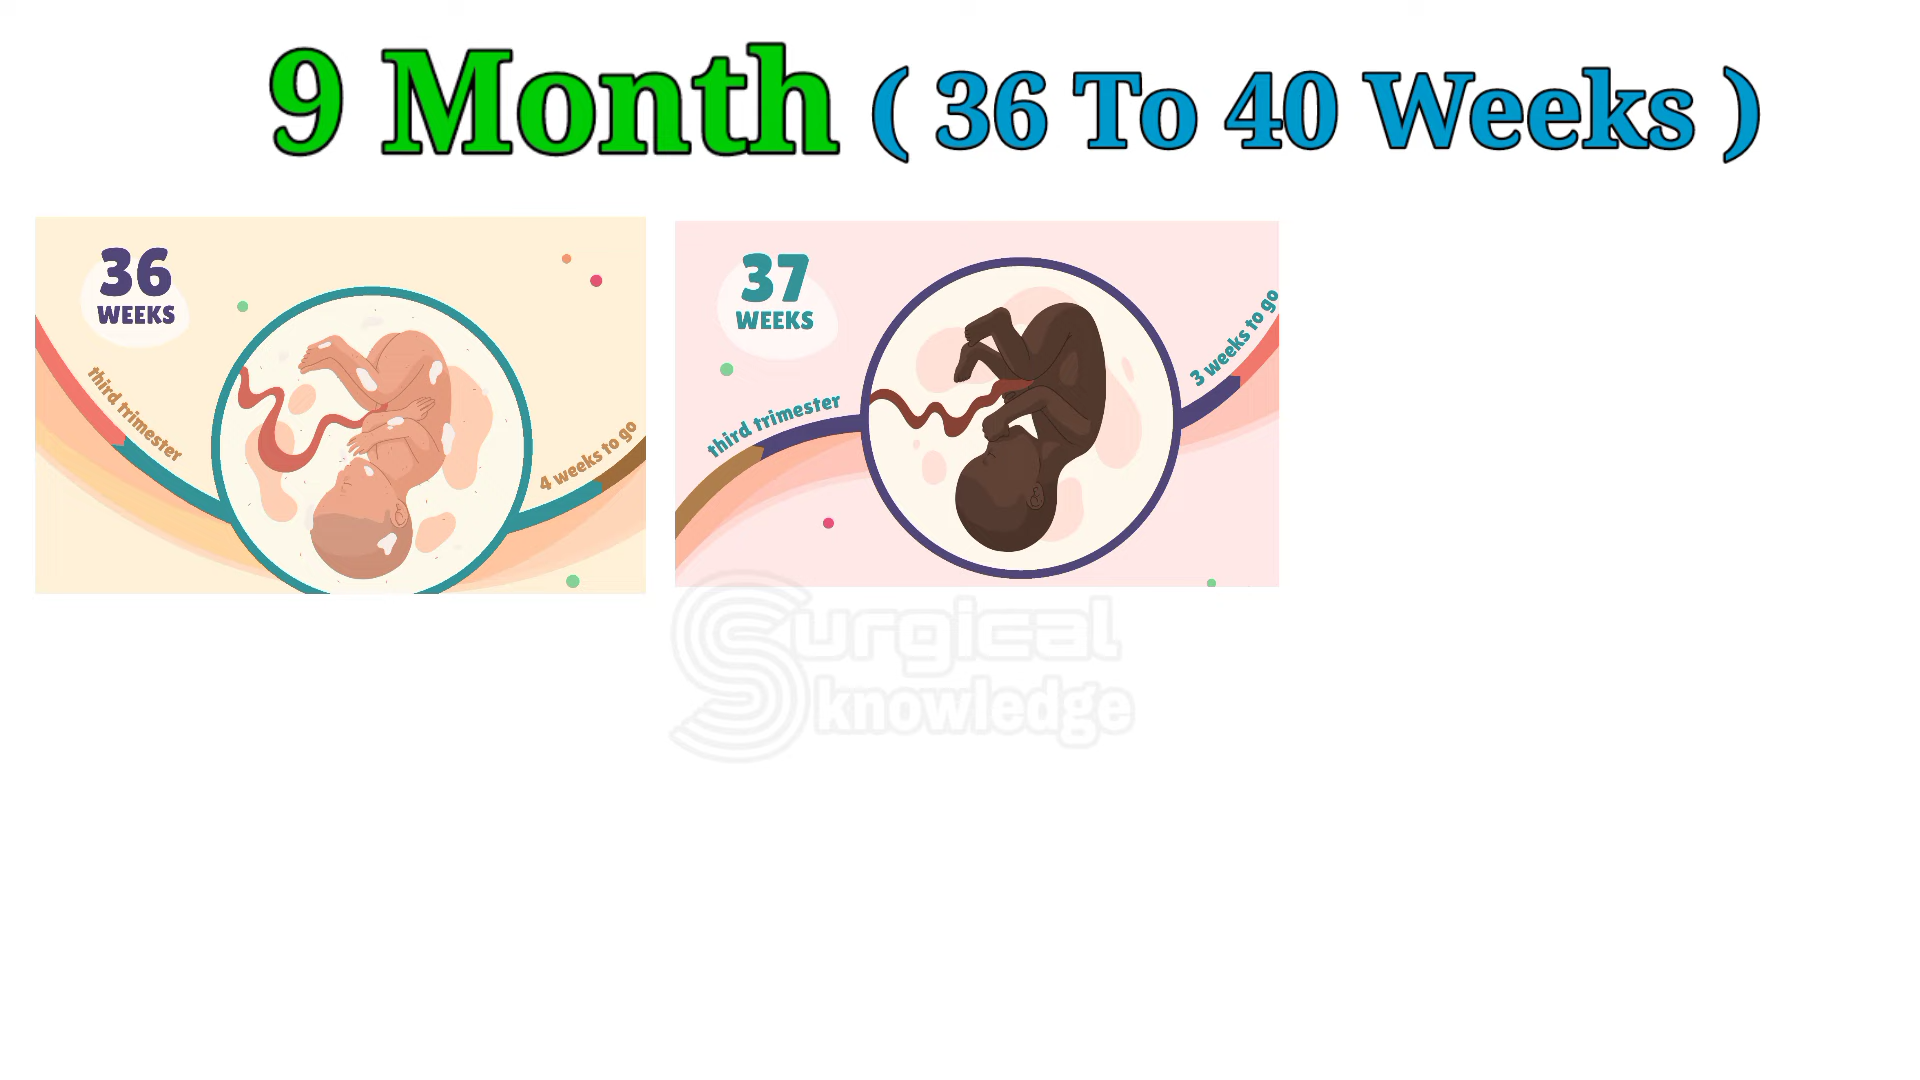 9 Month ( 36 To 40 Weeks )
36
WEEKS
third trimester
4 weeks to go
37
WEEKS
third trimester
3 weeks to go
Surgical
knowledge